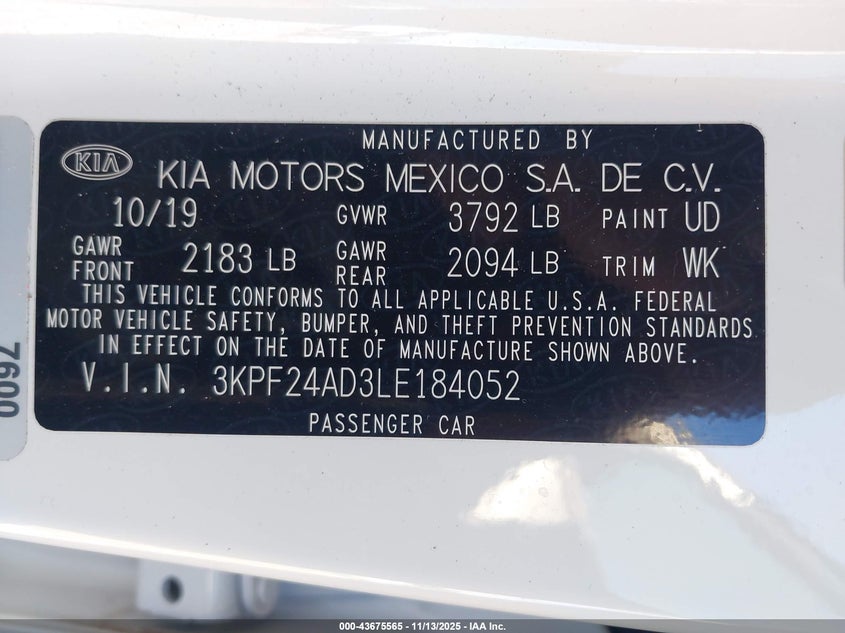 MANUFACTURED BY
KIA KIA MOTORS MEXICO S.A. DE C.V.
10/19 GVWR 3792 LB PAINT UD
GAWR FRONT 2183 LB GAWR REAR 2094 LB TRIM WK
THIS VEHICLE CONFORMS TO ALL APPLICABLE U.S.A. FEDERAL
MOTOR VEHICLE SAFETY, BUMPER, AND THEFT PREVENTION STANDARDS
IN EFFECT ON THE DATE OF MANUFACTURE SHOWN ABOVE.
V.I.N. 3KPF24AD3LE184052
PASSENGER CAR
000-43675565 - 11/13/2025 - IAA Inc.